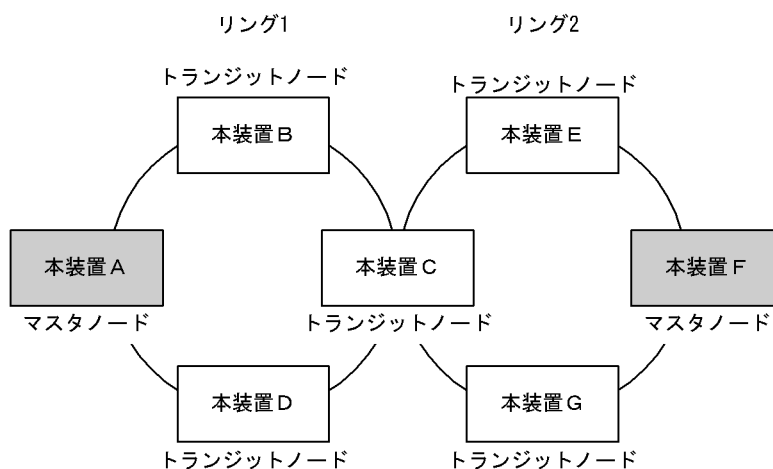 リング1
リング2
トランジットノード
トランジットノード
本装置B
本装置E
本装置A
本装置C
本装置F
マスタノード
トランジットノード
マスタノード
本装置D
本装置G
トランジットノード
トランジットノード